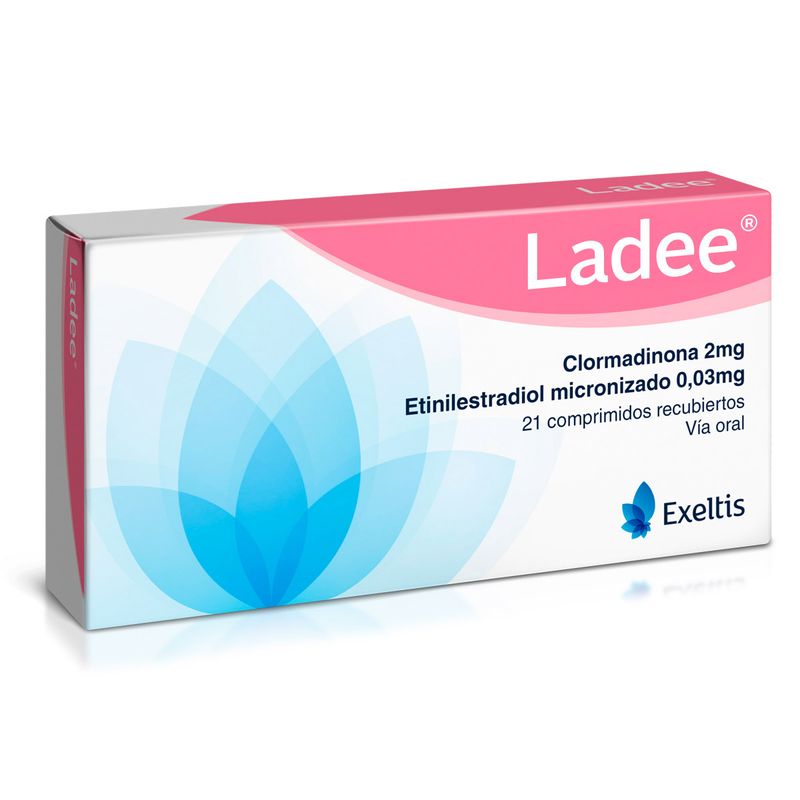 Ladee®
Ladee®
Ladee®
Clormadinona 2mg
Etinilestradiol micronizado 0,03mg
21 comprimidos recubiertos
Vía oral
Exeltis